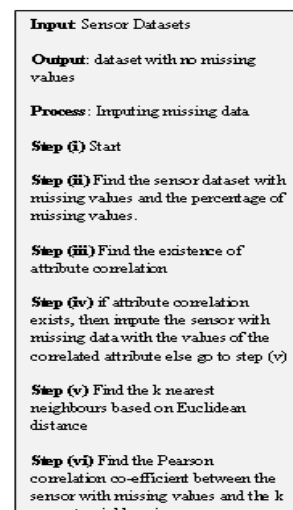 Input: Sensor Datasets
Output: dataset with no missing
values
Process: Imputing missing data
Step (i) Start
Step (ii) Find the sensor dataset with
missing values and the percentage of
missing values.
Step (iii) Find the existence of
attribute correlation
Step (iv) if attribute correlation
exists, then impute the sensor with
missing data with the values of the
correlated attribute else go to step (v)
Step (v) Find the k nearest
neighbours based on Euclidean
distance
Step (vi) Find the Pearson
correlation co-efficient between the
sensor with missing values and the k